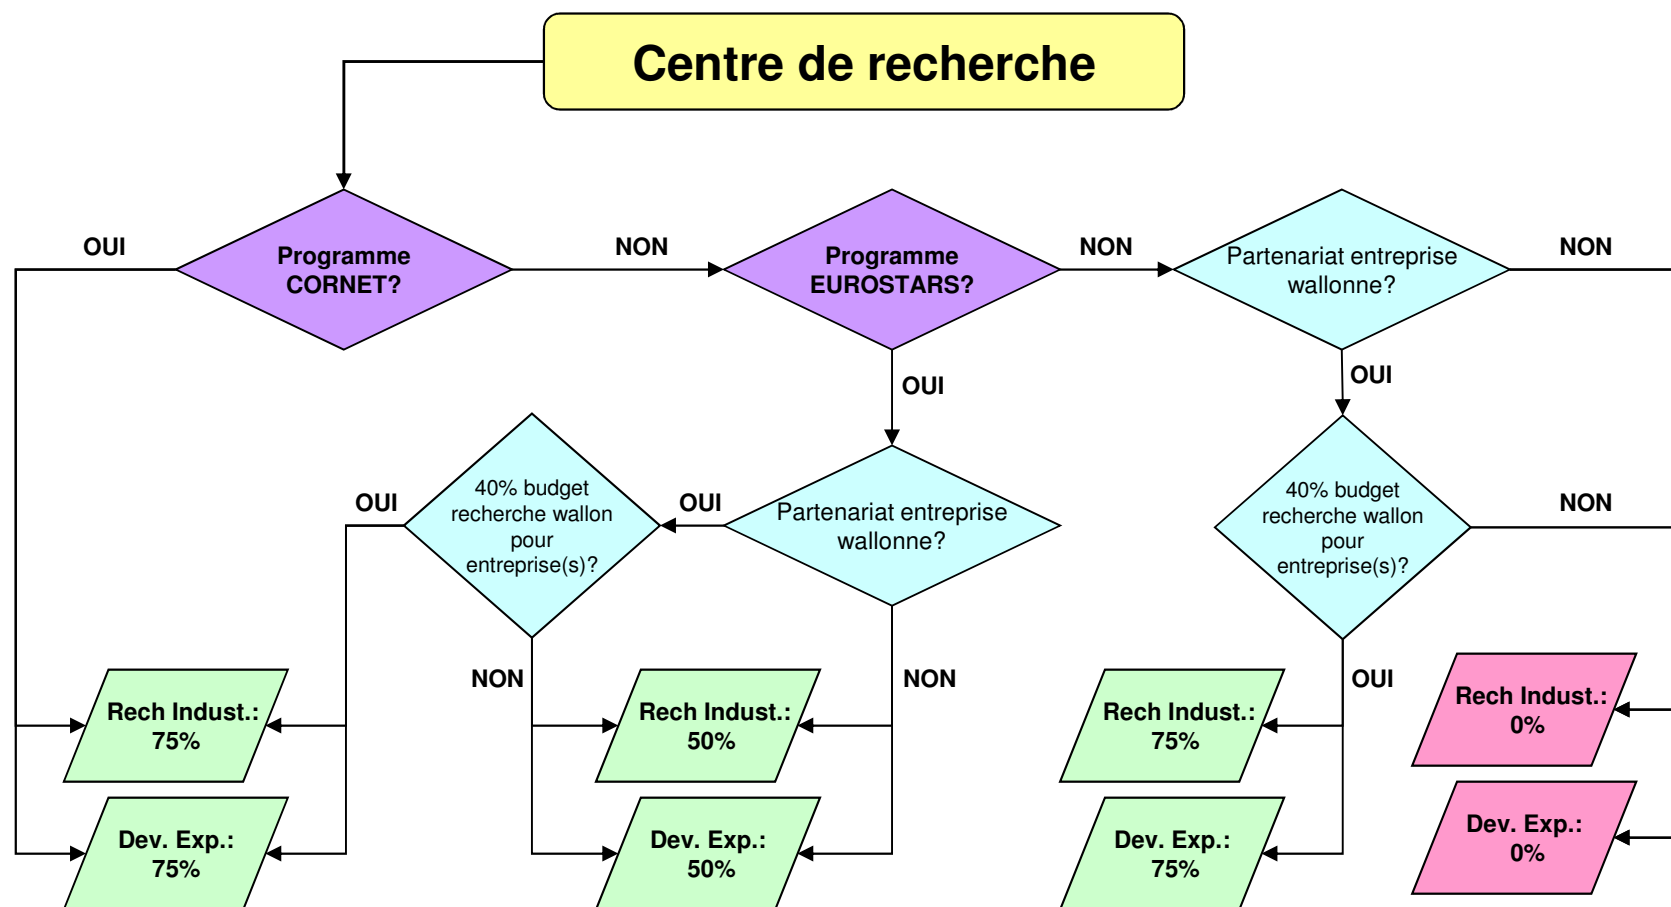 Centre de recherche
OUI
Programme
CORNET?
NON
Programme
EUROSTARS?
NON
Partenariat entreprise
wallonne?
NON
OUI
OUI
OUI
40% budget
recherche wallon
pour
entreprise(s)?
OUI
Partenariat entreprise
wallonne?
40% budget
recherche wallon
pour
entreprise(s)?
NON
NON
NON
OUI
Rech Indust.:
75%
Rech Indust.:
50%
Rech Indust.:
75%
Rech Indust.:
0%
Dev. Exp.:
75%
Dev. Exp.:
50%
Dev. Exp.:
75%
Dev. Exp.:
0%